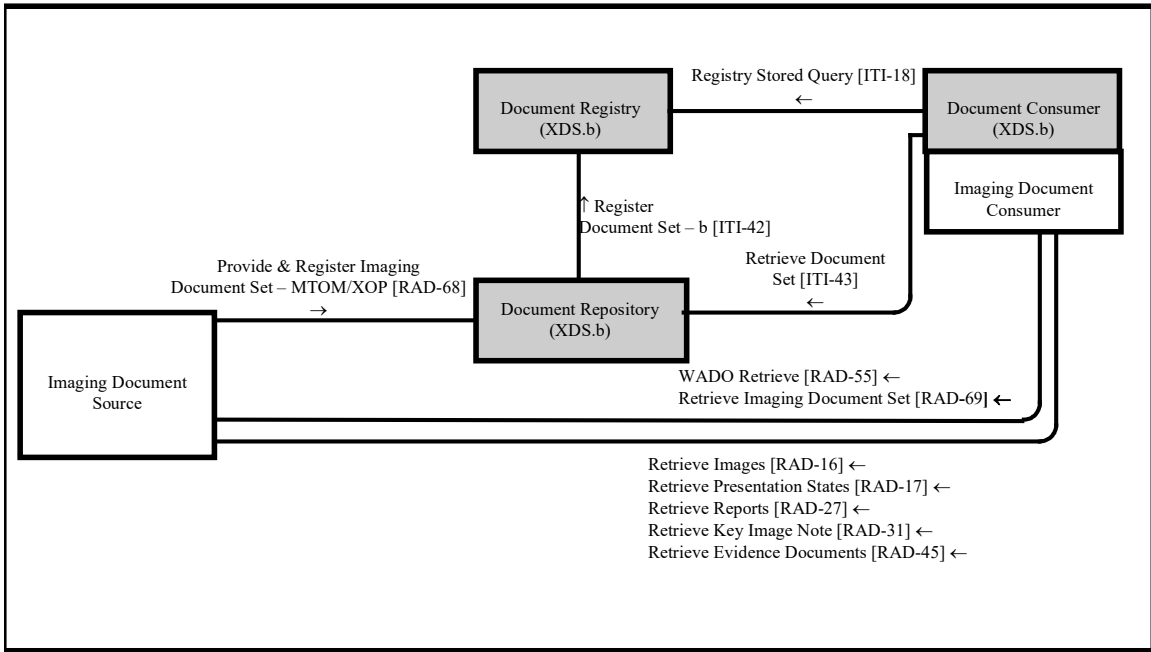 Registry Stored Query [ITI-18]
←
Document Registry
(XDS.b)
Document Consumer
(XDS.b)
Imaging Document
Consumer
↑ Register
Document Set – b [ITI-42]
Provide & Register Imaging
Document Set – MTOM/XOP [RAD-68]
→
Retrieve Document
Set [ITI-43]
←
Document Repository
(XDS.b)
Imaging Document
Source
WADO Retrieve [RAD-55] ←
Retrieve Imaging Document Set [RAD-69] ←
Retrieve Images [RAD-16] ←
Retrieve Presentation States [RAD-17] ←
Retrieve Reports [RAD-27] ←
Retrieve Key Image Note [RAD-31] ←
Retrieve Evidence Documents [RAD-45] ←